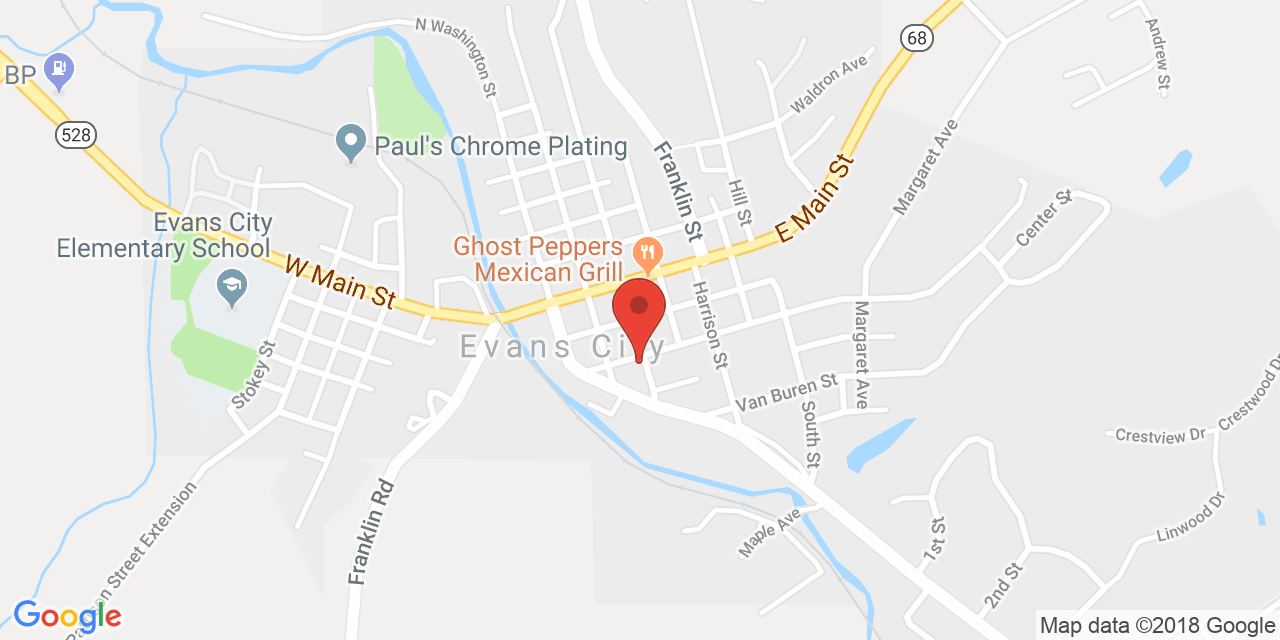 N Washington St
68
Andrew St
BP
528
Waldron Ave
Paul's Chrome Plating
Franklin St
Margaret Ave
Hill St
E Main St
Center St
Evans City
Elementary School
Ghost Peppers
Mexican Grill
W Main St
Harrison St
Margaret Ave
Evans City
Stokey St
Van Buren St
South St
Crestview Dr
Crestwood Dr
Franklin Rd
Linwood Dr
Maple Ave
1st St
2nd St
Street Extension
Google
Map data ©2018 Google